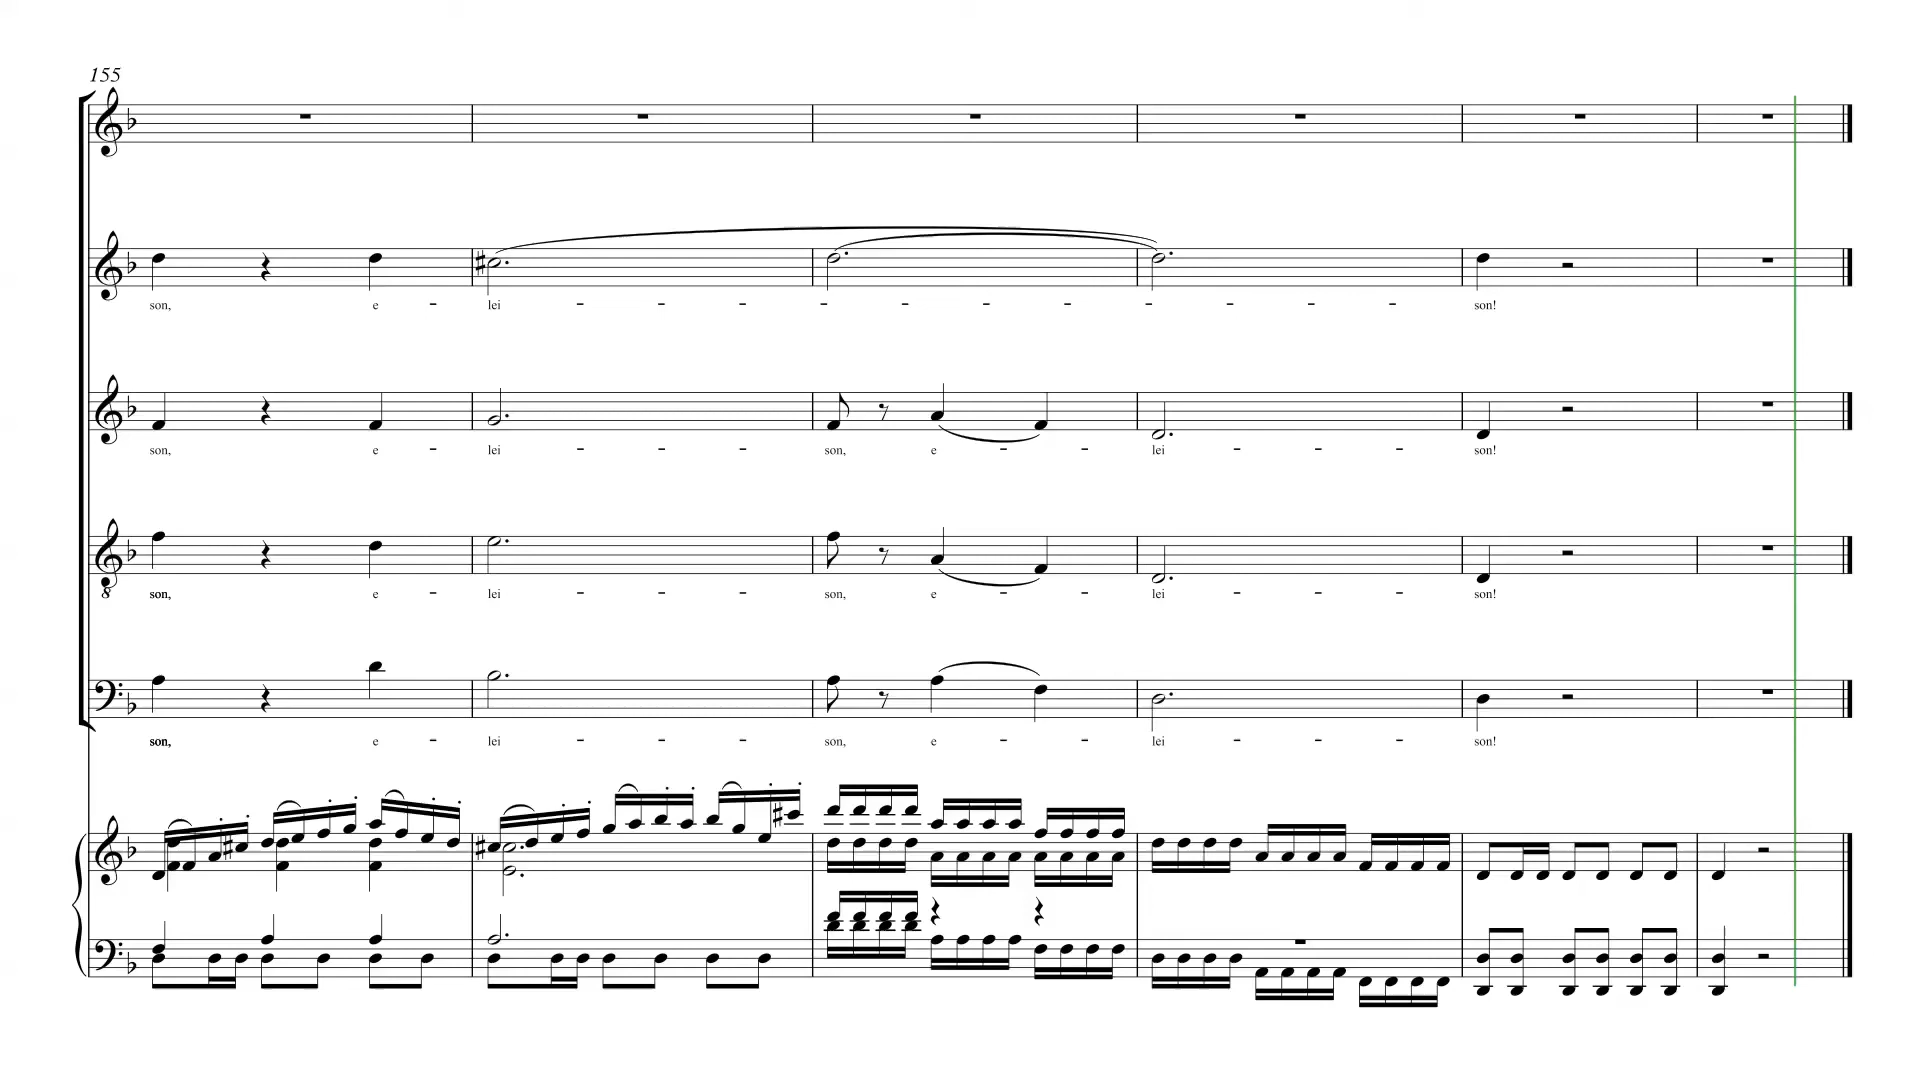 155
son, e - lei - - - - - - - - - - - son!
son, e - lei - - - son, e - - lei - - - son!
son, e - lei - - - son, e - - lei - - - son!
son, e - lei - - - son, e - - lei - - - son!